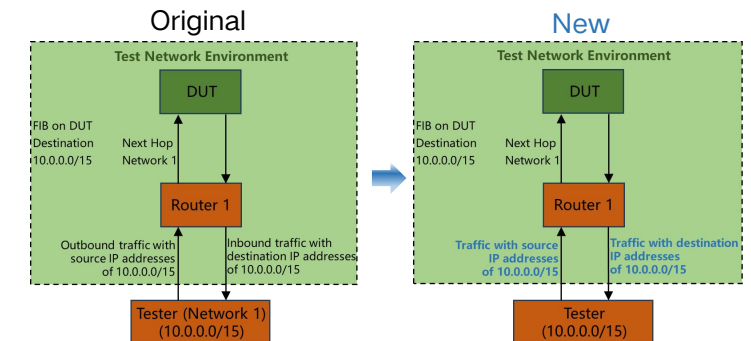 Original
Test Network Environment
DUT
FIB on DUT
Destination
10.0.0.0/15
Next Hop
Network 1
Router 1
Outbound traffic with
source IP addresses
of 10.0.0.0/15
Inbound traffic with
destination IP addresses
of 10.0.0.0/15
Tester (Network 1)
(10.0.0.0/15)
New
Test Network Environment
DUT
FIB on DUT
Destination
10.0.0.0/15
Next Hop
Network 1
Router 1
Traffic with source
IP addresses
of 10.0.0.0/15
Traffic with destination
IP addresses
of 10.0.0.0/15
Tester
(10.0.0.0/15)